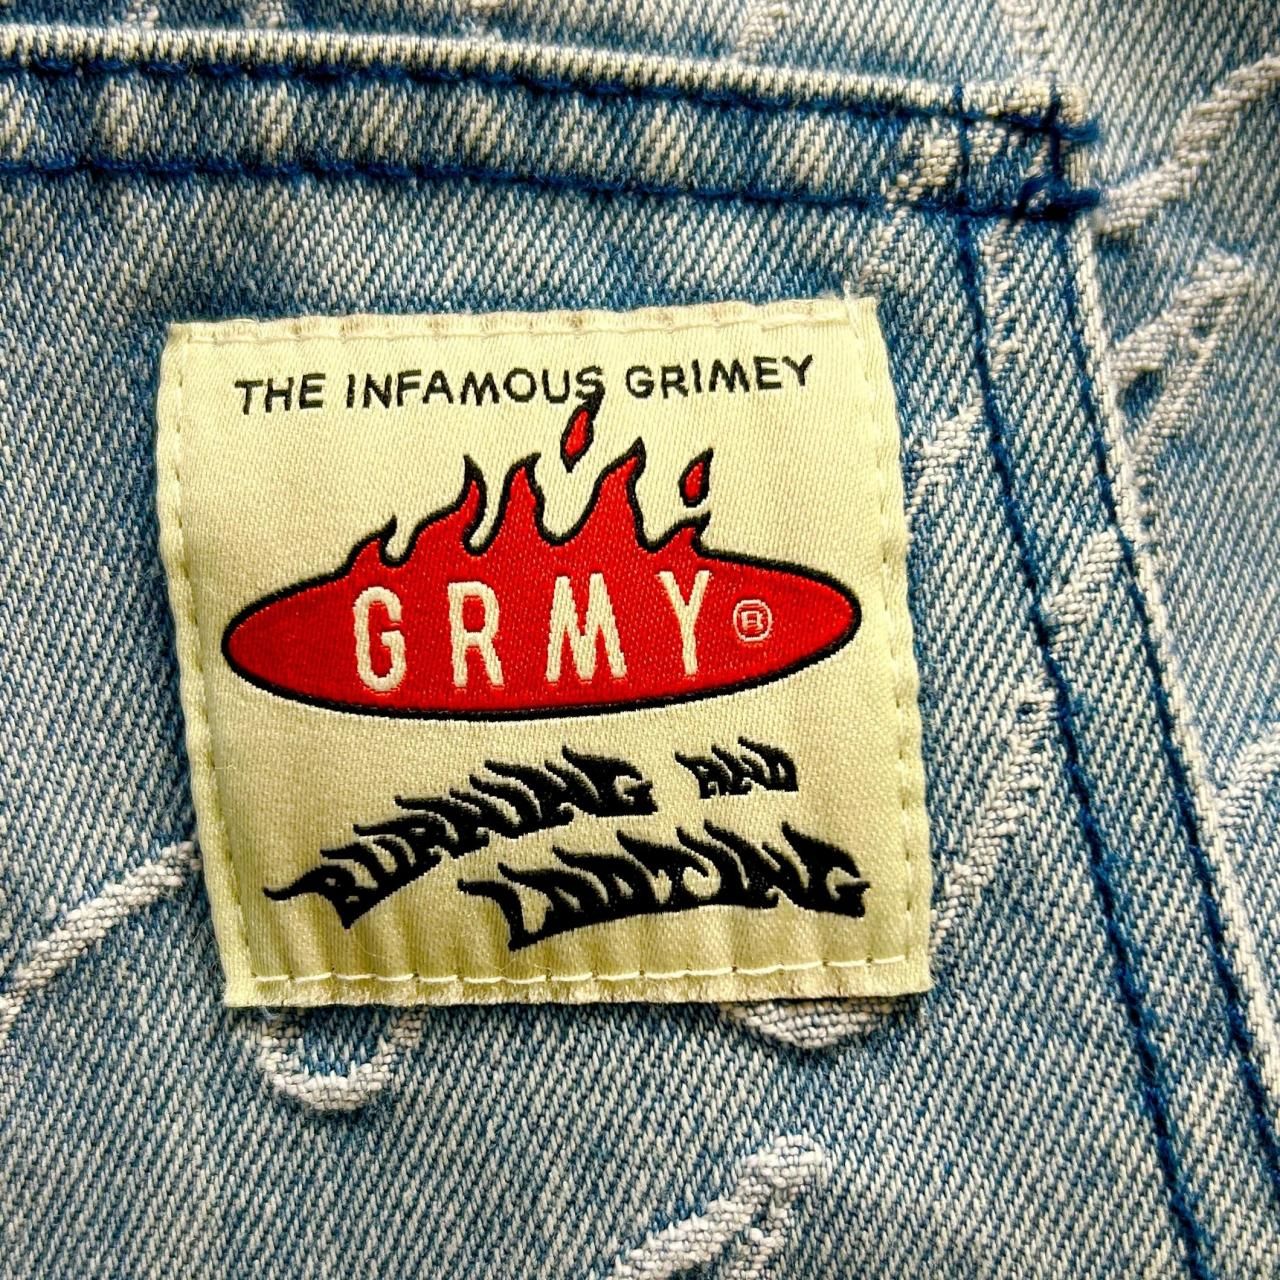 THE INFAMOUS GRIMEY
GRMY®
BURNING AND
LOOTING